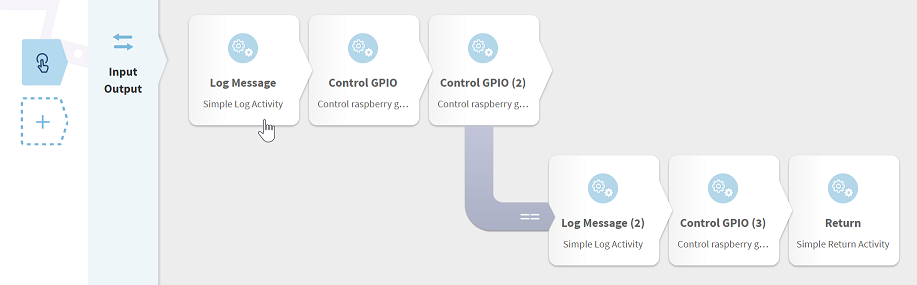 Input
Output
Log Message
Simple Log Activity
Control GPIO
Control raspberry g...
Control GPIO (2)
Control raspberry g...
==
Log Message (2)
Simple Log Activity
Control GPIO (3)
Control raspberry g...
Return
Simple Return Activity